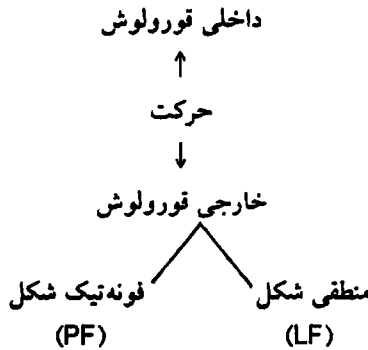 داخلی قورولوش
حرکت
خارجی قورولوش
منطقی شکل
فونه‌تیک شکل
(LF)
(PF)